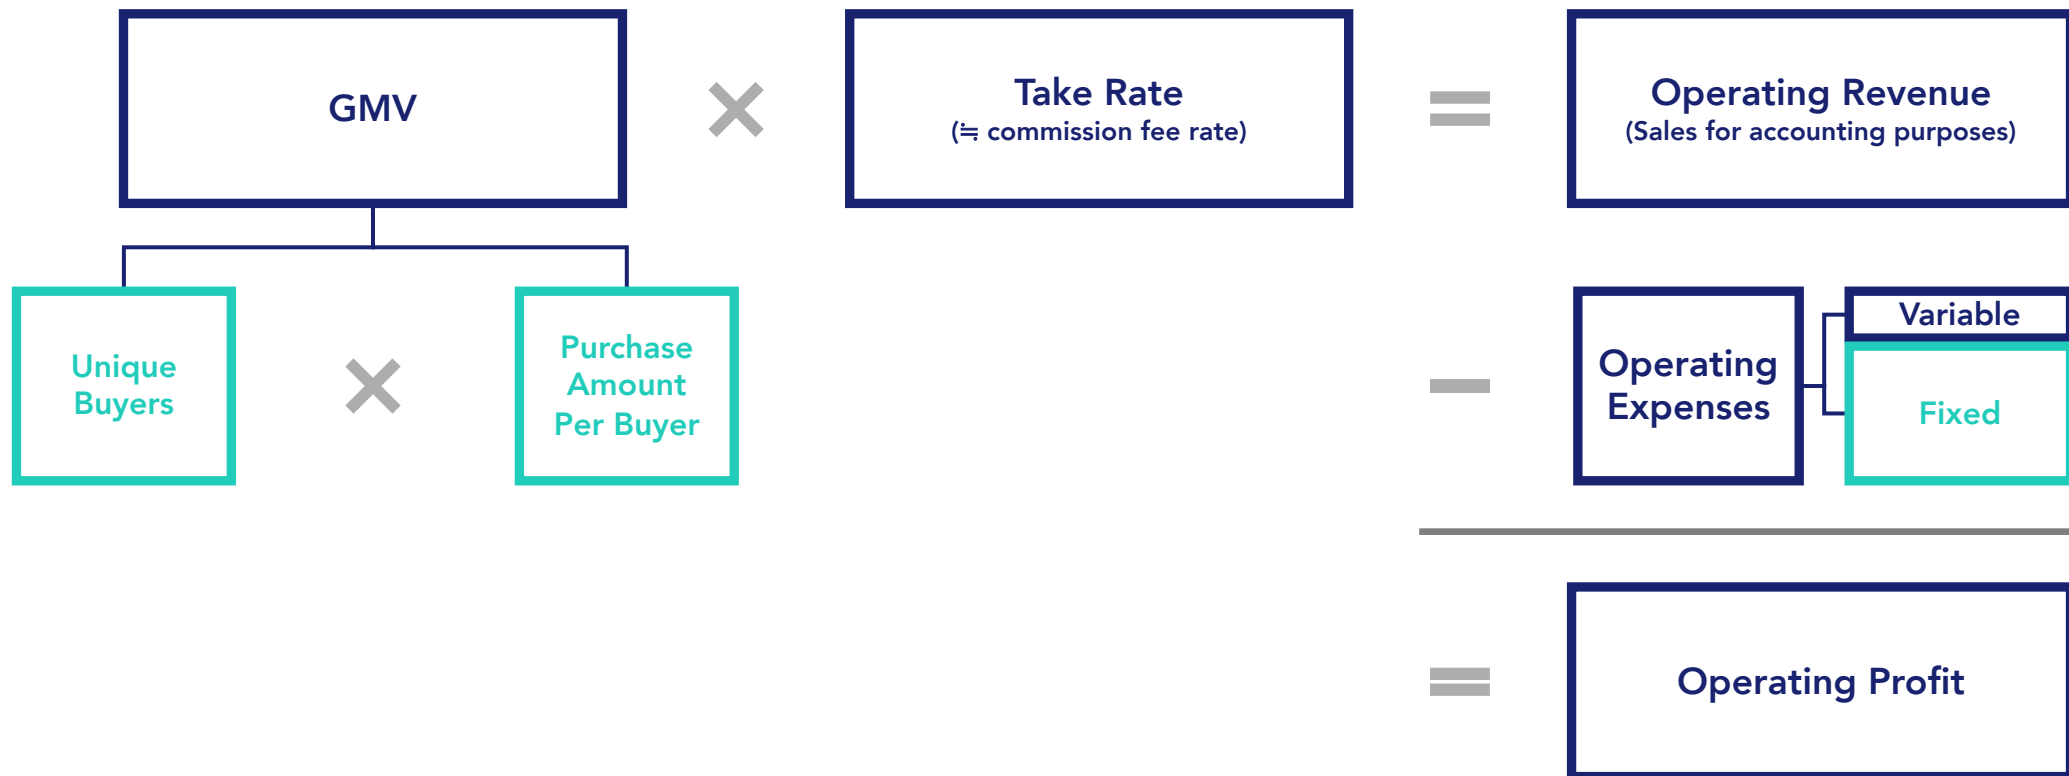 GMV
×
Take Rate
(≒ commission fee rate)
=
Operating Revenue
(Sales for accounting purposes)
Unique
Buyers
×
Purchase
Amount
Per Buyer
−
Operating
Expenses
Variable
Fixed
=
Operating Profit